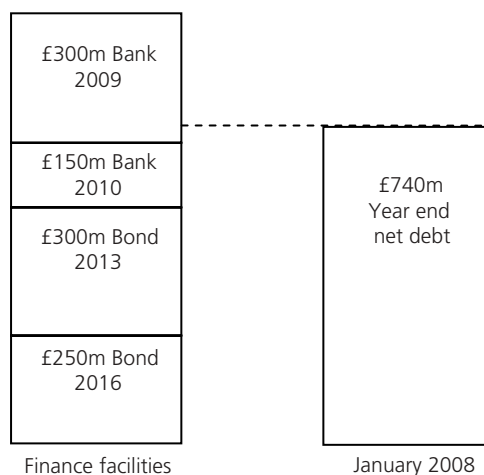 £300m Bank
2009
£150m Bank
2010
£300m Bond
2013
£250m Bond
2016
Finance facilities
£740m
Year end
net debt
January 2008